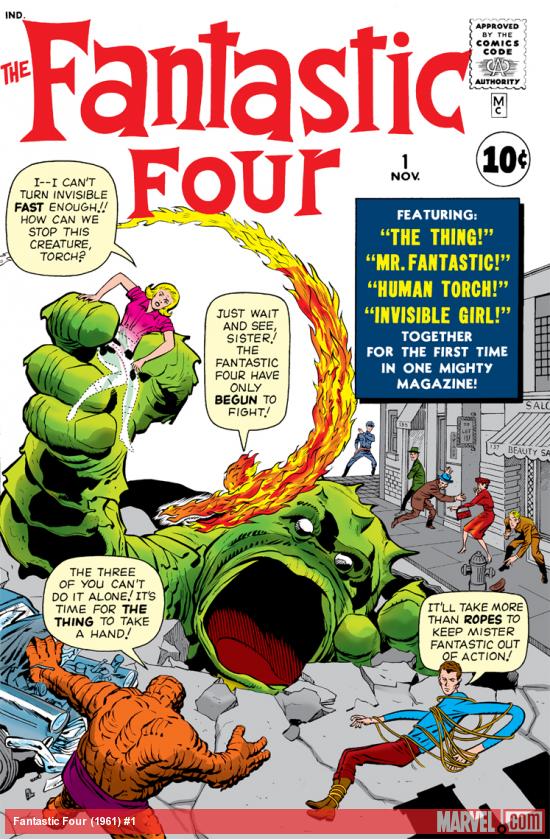 IND.
THE
Fantastic
Four
APPROVED
BY THE
COMICS
CODE
CA
AUTHORITY
M
C
1
NOV.
10¢
FEATURING:
“THE THING!”
“MR. FANTASTIC!”
“HUMAN TORCH!”
“INVISIBLE GIRL!”
TOGETHER
FOR THE FIRST TIME
IN ONE MIGHTY
MAGAZINE!
I--I CAN'T
TURN INVISIBLE
FAST ENOUGH!!
HOW CAN WE
STOP THIS
CREATURE,
TORCH?
JUST WAIT
AND SEE,
SISTER!
THE
FANTASTIC
FOUR HAVE
ONLY
BEGUN TO
FIGHT!
SALO
BEAUTY SA
THE THREE
OF YOU CAN'T
DO IT ALONE! IT'S
TIME FOR THE
THING TO TAKE
A HAND!
IT'LL TAKE MORE
THAN ROPES TO
KEEP MISTER
FANTASTIC OUT
OF ACTION!
Fantastic Four (1961) #1
MARVEL.com